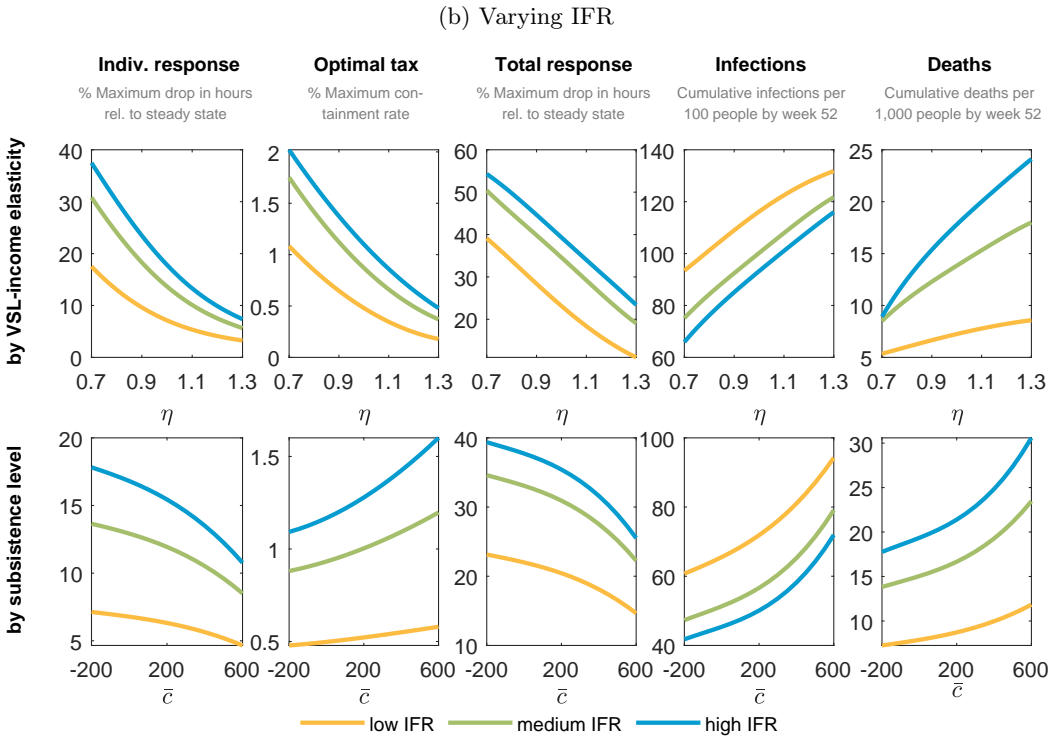 (b) Varying IFR
Indiv. response
% Maximum drop in hours
rel. to steady state
Optimal tax
% Maximum con-
tainment rate
Total response
% Maximum drop in hours
rel. to steady state
Infections
Cumulative infections per
100 people by week 52
Deaths
Cumulative deaths per
1,000 people by week 52
by VSL-income elasticity
40
30
20
10
0
0.7 0.9 1.1 1.3
η
2
1.5
1
0.5
0
0.7 0.9 1.1 1.3
η
60
50
40
30
20
0.7 0.9 1.1 1.3
η
140
120
100
80
60
0.7 0.9 1.1 1.3
η
25
20
15
10
5
0.7 0.9 1.1 1.3
η
by subsistence level
20
15
10
5
-200 200 600
c̄
1.5
1
0.5
-200 200 600
c̄
40
30
20
10
-200 200 600
c̄
100
80
60
40
-200 200 600
c̄
30
25
20
15
10
-200 200 600
c̄
low IFR medium IFR high IFR